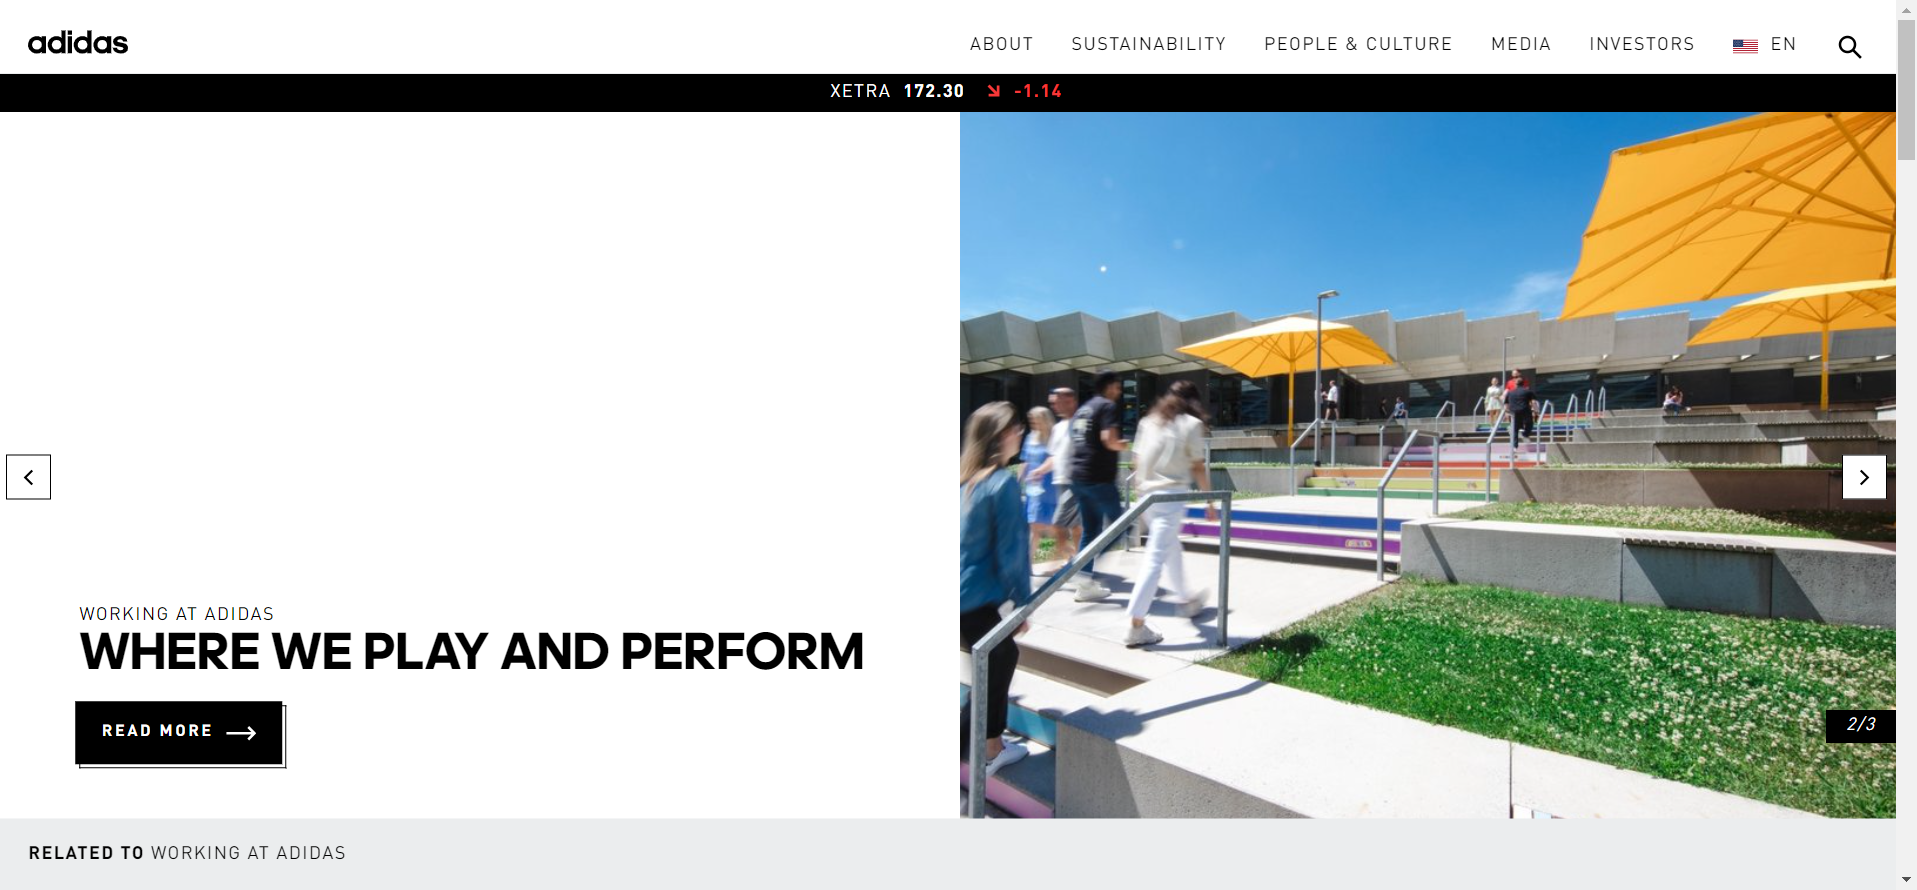 adidas
ABOUT SUSTAINABILITY PEOPLE & CULTURE MEDIA INVESTORS EN
XETRA 172.30 -1.14
WORKING AT ADIDAS
WHERE WE PLAY AND PERFORM
READ MORE
2/3
RELATED TO WORKING AT ADIDAS